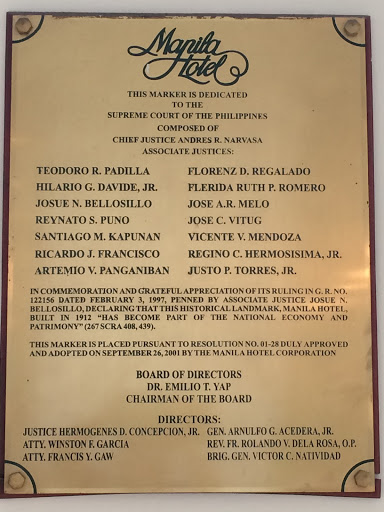 Manila
Hotel
THIS MARKER IS DEDICATED
TO THE
SUPREME COURT OF THE PHILIPPINES
COMPOSED OF
CHIEF JUSTICE ANDRES R. NARVASA
ASSOCIATE JUSTICES:
TEODORO R. PADILLA FLORENZ D. REGALADO
HILARIO G. DAVIDE, JR. FLERIDA RUTH P. ROMERO
JOSUE N. BELLOSILLO JOSE A.R. MELO
REYNATO S. PUNO JOSE C. VITUG
SANTIAGO M. KAPUNAN VICENTE V. MENDOZA
RICARDO J. FRANCISCO REGINO C. HERMOSISIMA, JR.
ARTEMIO V. PANGANIBAN JUSTO P. TORRES, JR.
IN COMMEMORATION AND GRATEFUL APPRECIATION OF ITS RULING IN G. R. NO.
122156 DATED FEBRUARY 3, 1997, PENNED BY ASSOCIATE JUSTICE JOSUE N.
BELLOSILLO, DECLARING THAT THIS HISTORICAL LANDMARK, MANILA HOTEL,
BUILT IN 1912 "HAS BECOME PART OF THE NATIONAL ECONOMY AND
PATRIMONY" (267 SCRA 408, 439).
THIS MARKER IS PLACED PURSUANT TO RESOLUTION NO. 01-28 DULY APPROVED
AND ADOPTED ON SEPTEMBER 26, 2001 BY THE MANILA HOTEL CORPORATION
BOARD OF DIRECTORS
DR. EMILIO T. YAP
CHAIRMAN OF THE BOARD
DIRECTORS:
JUSTICE HERMOGENES D. CONCEPCION, JR. GEN. ARNULFO G. ACEDERA, JR.
ATTY. WINSTON F. GARCIA REV. FR. ROLANDO V. DELA ROSA, O.P.
ATTY. FRANCIS Y. GAW BRIG. GEN. VICTOR C. NATIVIDAD